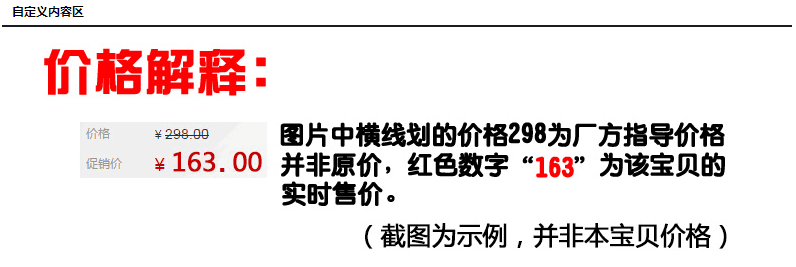 自定义内容区
价格解释：
价格 ¥ 298.00
促销价 ¥ 163.00
图片中横线划的价格298为厂方指导价格
并非原价，红色数字“163”为该宝贝的
实时售价。
（截图为示例，并非本宝贝价格）